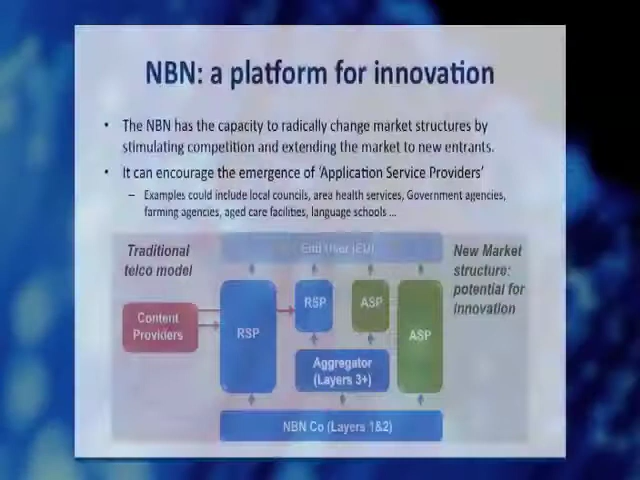 NBN: a platform for innovation
• The NBN has the capacity to radically change market structures by
stimulating competition and extending the market to new entrants.
• It can encourage the emergence of 'Application Service Providers'
– Examples could include local councils, area health services, Government agencies,
farming agencies, aged care facilities, language schools ...
Traditional
telco model
End User (EU)
New Market
structure:
potential for
innovation
Content
Providers
RSP
RSP
ASP
ASP
Aggregator
(Layers 3+)
NBN Co (Layers 1&2)